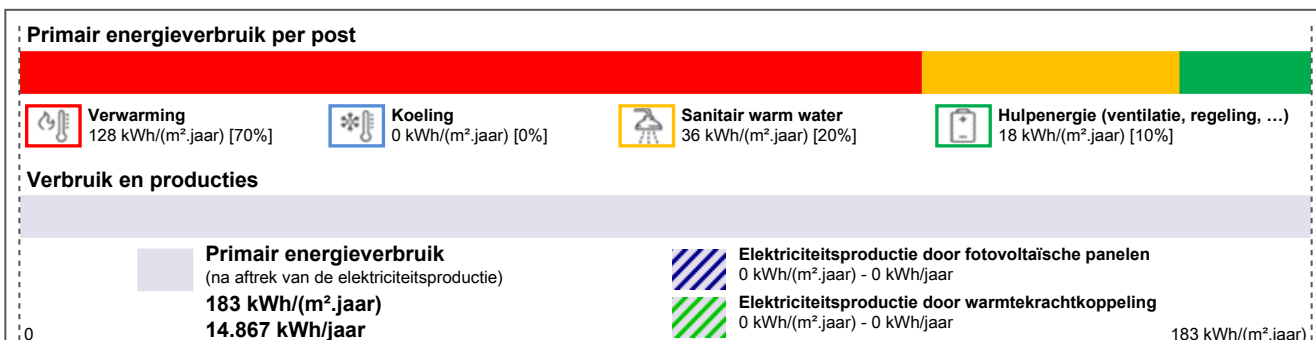 Primair energieverbruik per post
Verwarming
128 kWh/(m².jaar) [70%]
Koeling
0 kWh/(m².jaar) [0%]
Sanitair warm water
36 kWh/(m².jaar) [20%]
Hulpenergie (ventilatie, regeling, …)
18 kWh/(m².jaar) [10%]
Verbruik en producties
Primair energieverbruik
(na aftrek van de elektriciteitsproductie)
183 kWh/(m².jaar)
14.867 kWh/jaar
Elektriciteitsproductie door fotovoltaïsche panelen
0 kWh/(m².jaar) - 0 kWh/jaar
Elektriciteitsproductie door warmtekrachtkoppeling
0 kWh/(m².jaar) - 0 kWh/jaar
0
183 kWh/(m².jaar)